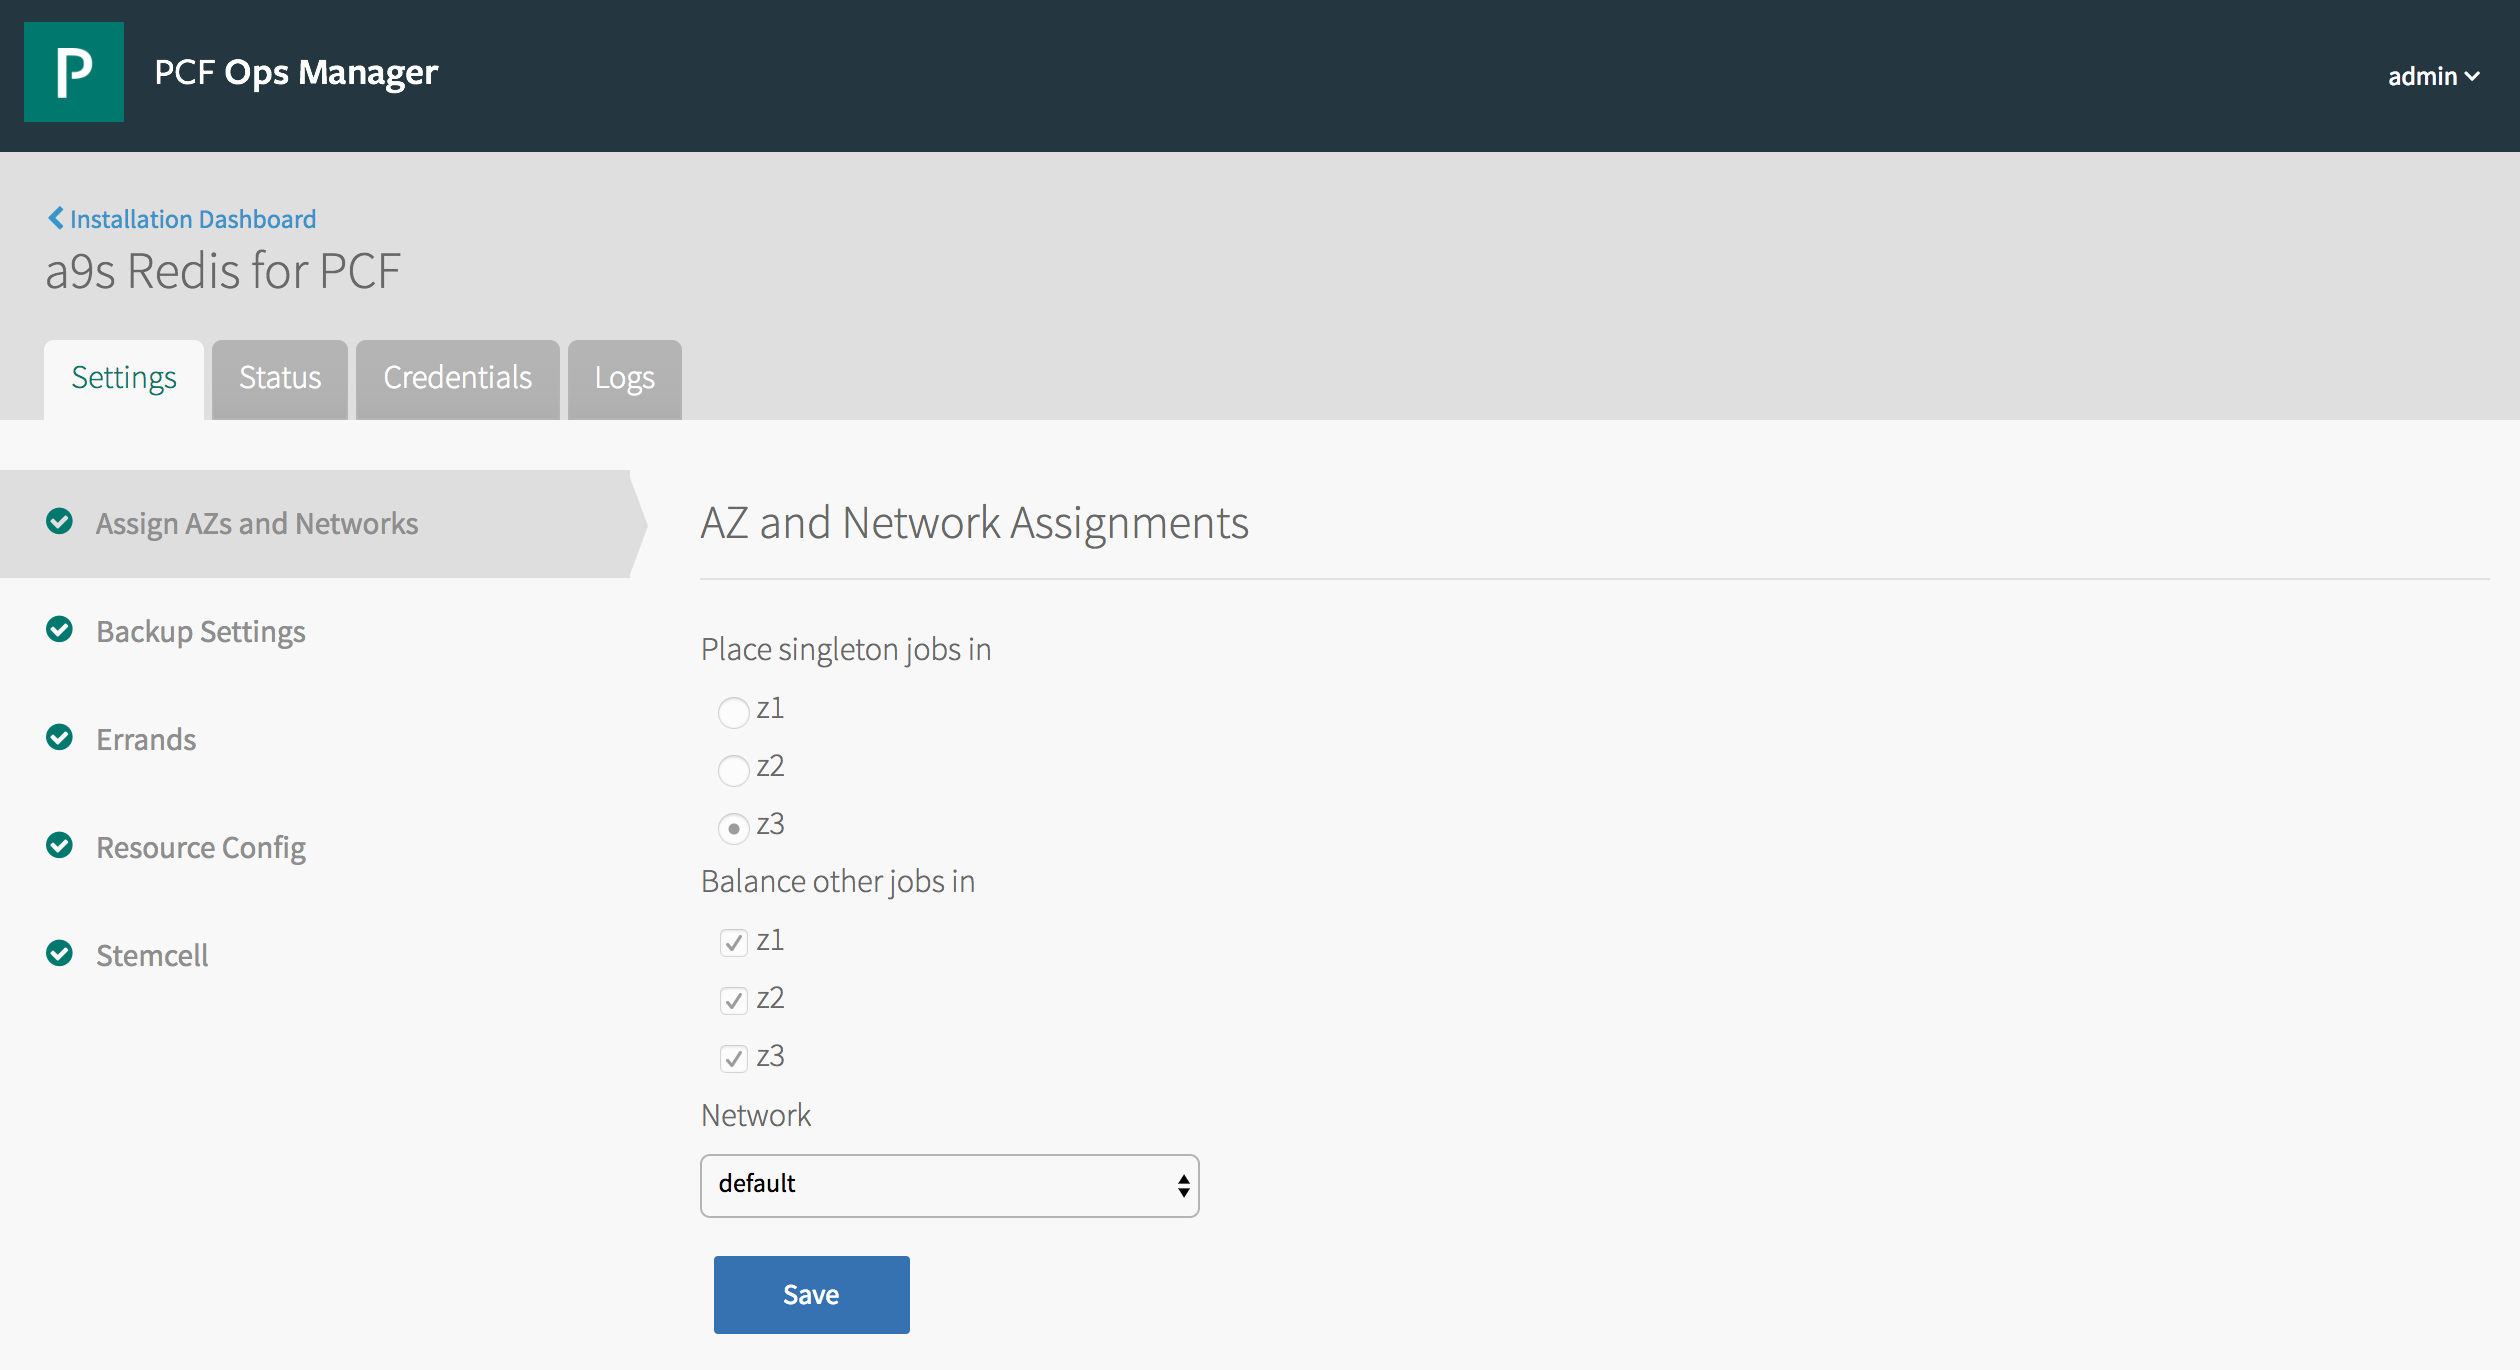 P
PCF Ops Manager
admin
Installation Dashboard
a9s Redis for PCF
Settings
Status
Credentials
Logs
Assign AZs and Networks
Backup Settings
Errands
Resource Config
Stemcell
AZ and Network Assignments
Place singleton jobs in
z1
z2
z3
Balance other jobs in
z1
z2
z3
Network
default
Save